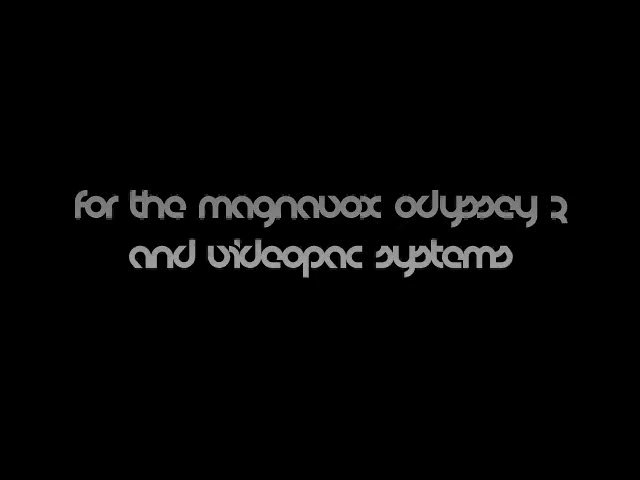 for the magnavox odyssey 2
and videopac systems